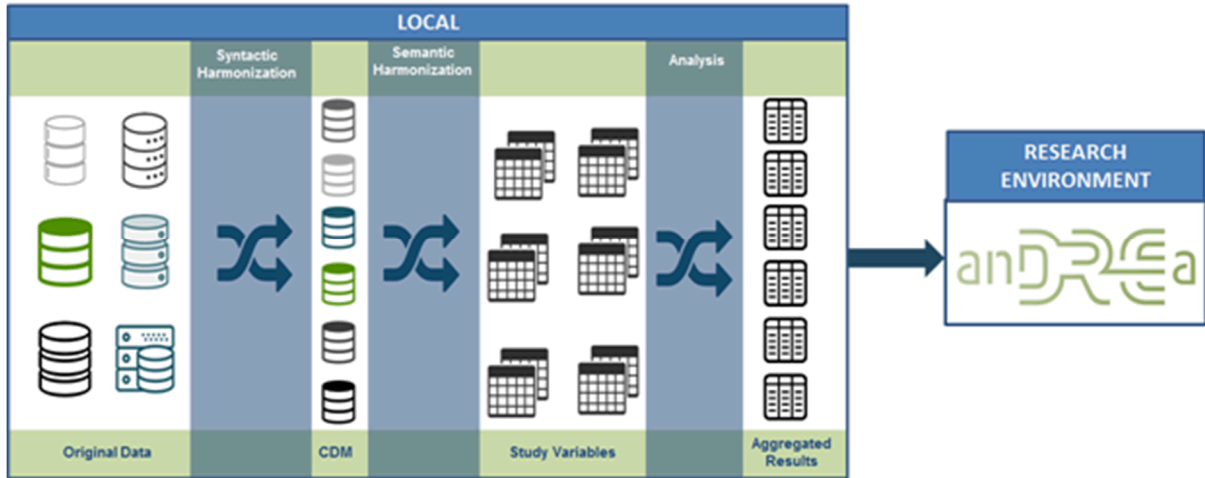 LOCAL
Syntactic
Harmonization
Semantic
Harmonization
Analysis
RESEARCH
ENVIRONMENT
anDREa
Original Data
CDM
Study Variables
Aggregated
Results